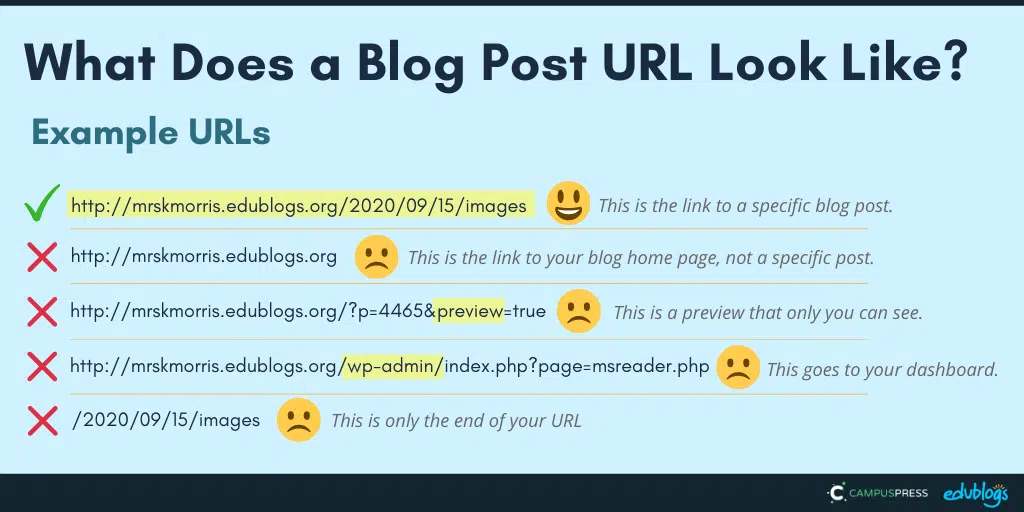 What Does a Blog Post URL Look Like?
Example URLs
http://mrskmorris.edublogs.org/2020/09/15/images This is the link to a specific blog post.
http://mrskmorris.edublogs.org This is the link to your blog home page, not a specific post.
http://mrskmorris.edublogs.org/?p=4465&preview=true This is a preview that only you can see.
http://mrskmorris.edublogs.org/wp-admin/index.php?page=msreader.php This goes to your dashboard.
/2020/09/15/images This is only the end of your URL
CAMPUSPRESS edublogs